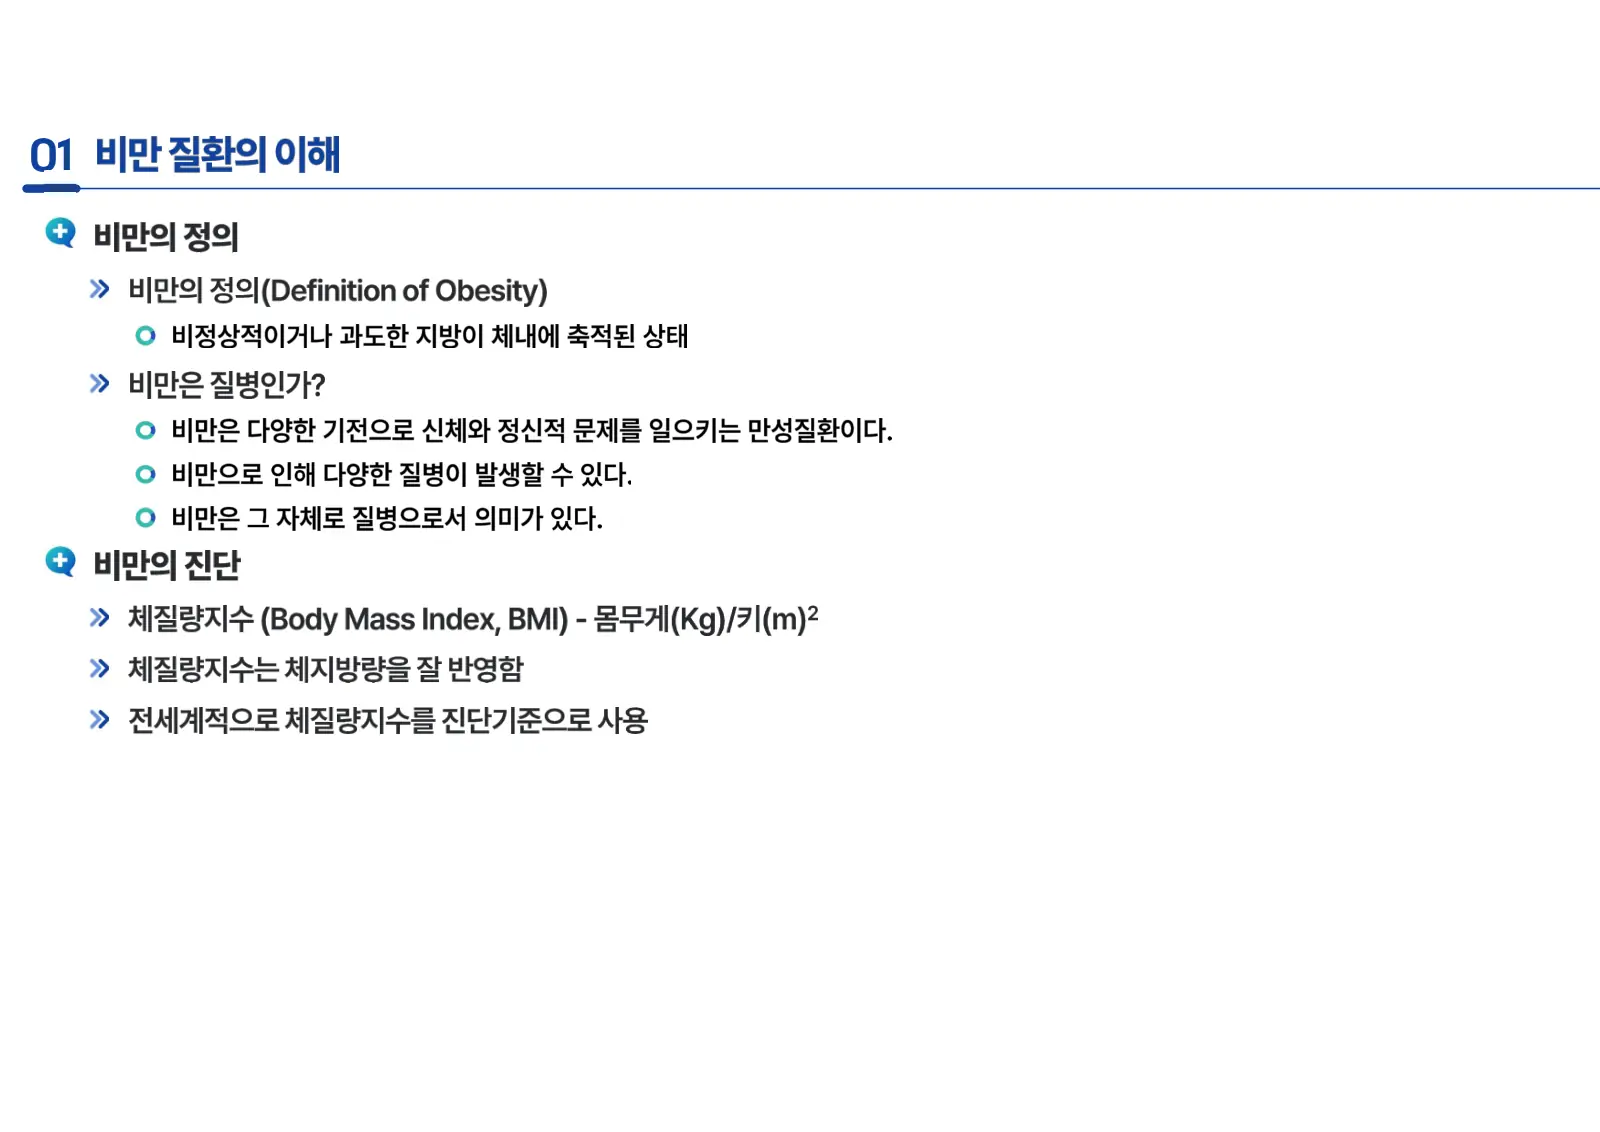 01 비만 질환의 이해
비만의 정의
비만의 정의(Definition of Obesity)
비정상적이거나 과도한 지방이 체내에 축적된 상태
비만은 질병인가?
비만은 다양한 기전으로 신체와 정신적 문제를 일으키는 만성질환이다.
비만으로 인해 다양한 질병이 발생할 수 있다.
비만은 그 자체로 질병으로서 의미가 있다.
비만의 진단
체질량지수 (Body Mass Index, BMI) - 몸무게(Kg)/키(m)²
체질량지수는 체지방량을 잘 반영함
전세계적으로 체질량지수를 진단기준으로 사용